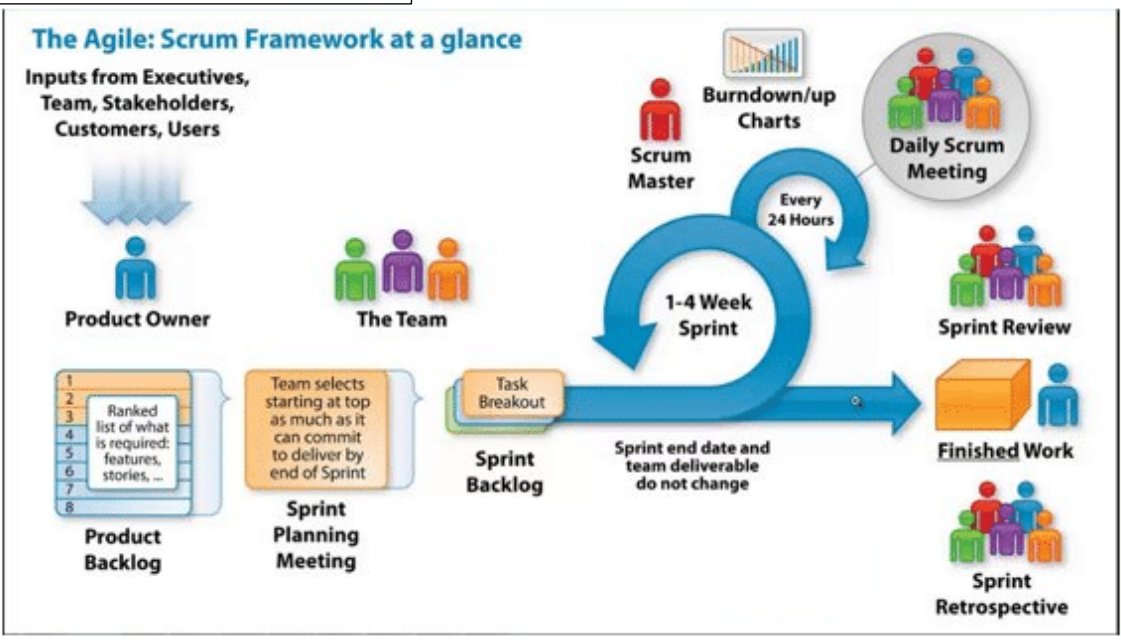 The Agile: Scrum Framework at a glance
Inputs from Executives,
Team, Stakeholders,
Customers, Users
Product Owner
The Team
Scrum
Master
Burndown/up
Charts
Daily Scrum
Meeting
Every
24 Hours
1-4 Week
Sprint
Sprint Review
1
2
3
4
5
6
7
8
Ranked
list of what
is required:
features,
stories, ...
Product
Backlog
Team selects
starting at top
as much as it
can commit
to deliver by
end of Sprint
Sprint
Planning
Meeting
Task
Breakout
Sprint
Backlog
Sprint end date and
team deliverable
do not change
Finished Work
Sprint
Retrospective